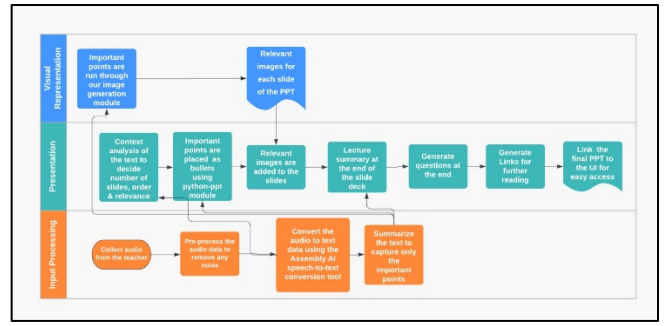 Visual
Representation
Important
points are
run through
our image
generation
module
Relevant
images for
each slide
of the PPT
Presentation
Context
analysis of
the text to
decide
number of
slides, order
& relevance
Important
points are
placed as
bullets
using
python-ppt
module
Relevant
images are
added to the
slides
Lecture
summary at
the end of
the slide
deck
Generate
questions at
the end
Generate
Links for
further
reading
Link the
final PPT to
the UI for
easy access
Input Processing
Collect audio
from the teacher
Pre-process the
audio data to
remove any
noise
Convert the
audio to text
data using the
Assembly AI
speech-to-text
conversion tool
Summarize
the text to
capture only
the
important
points